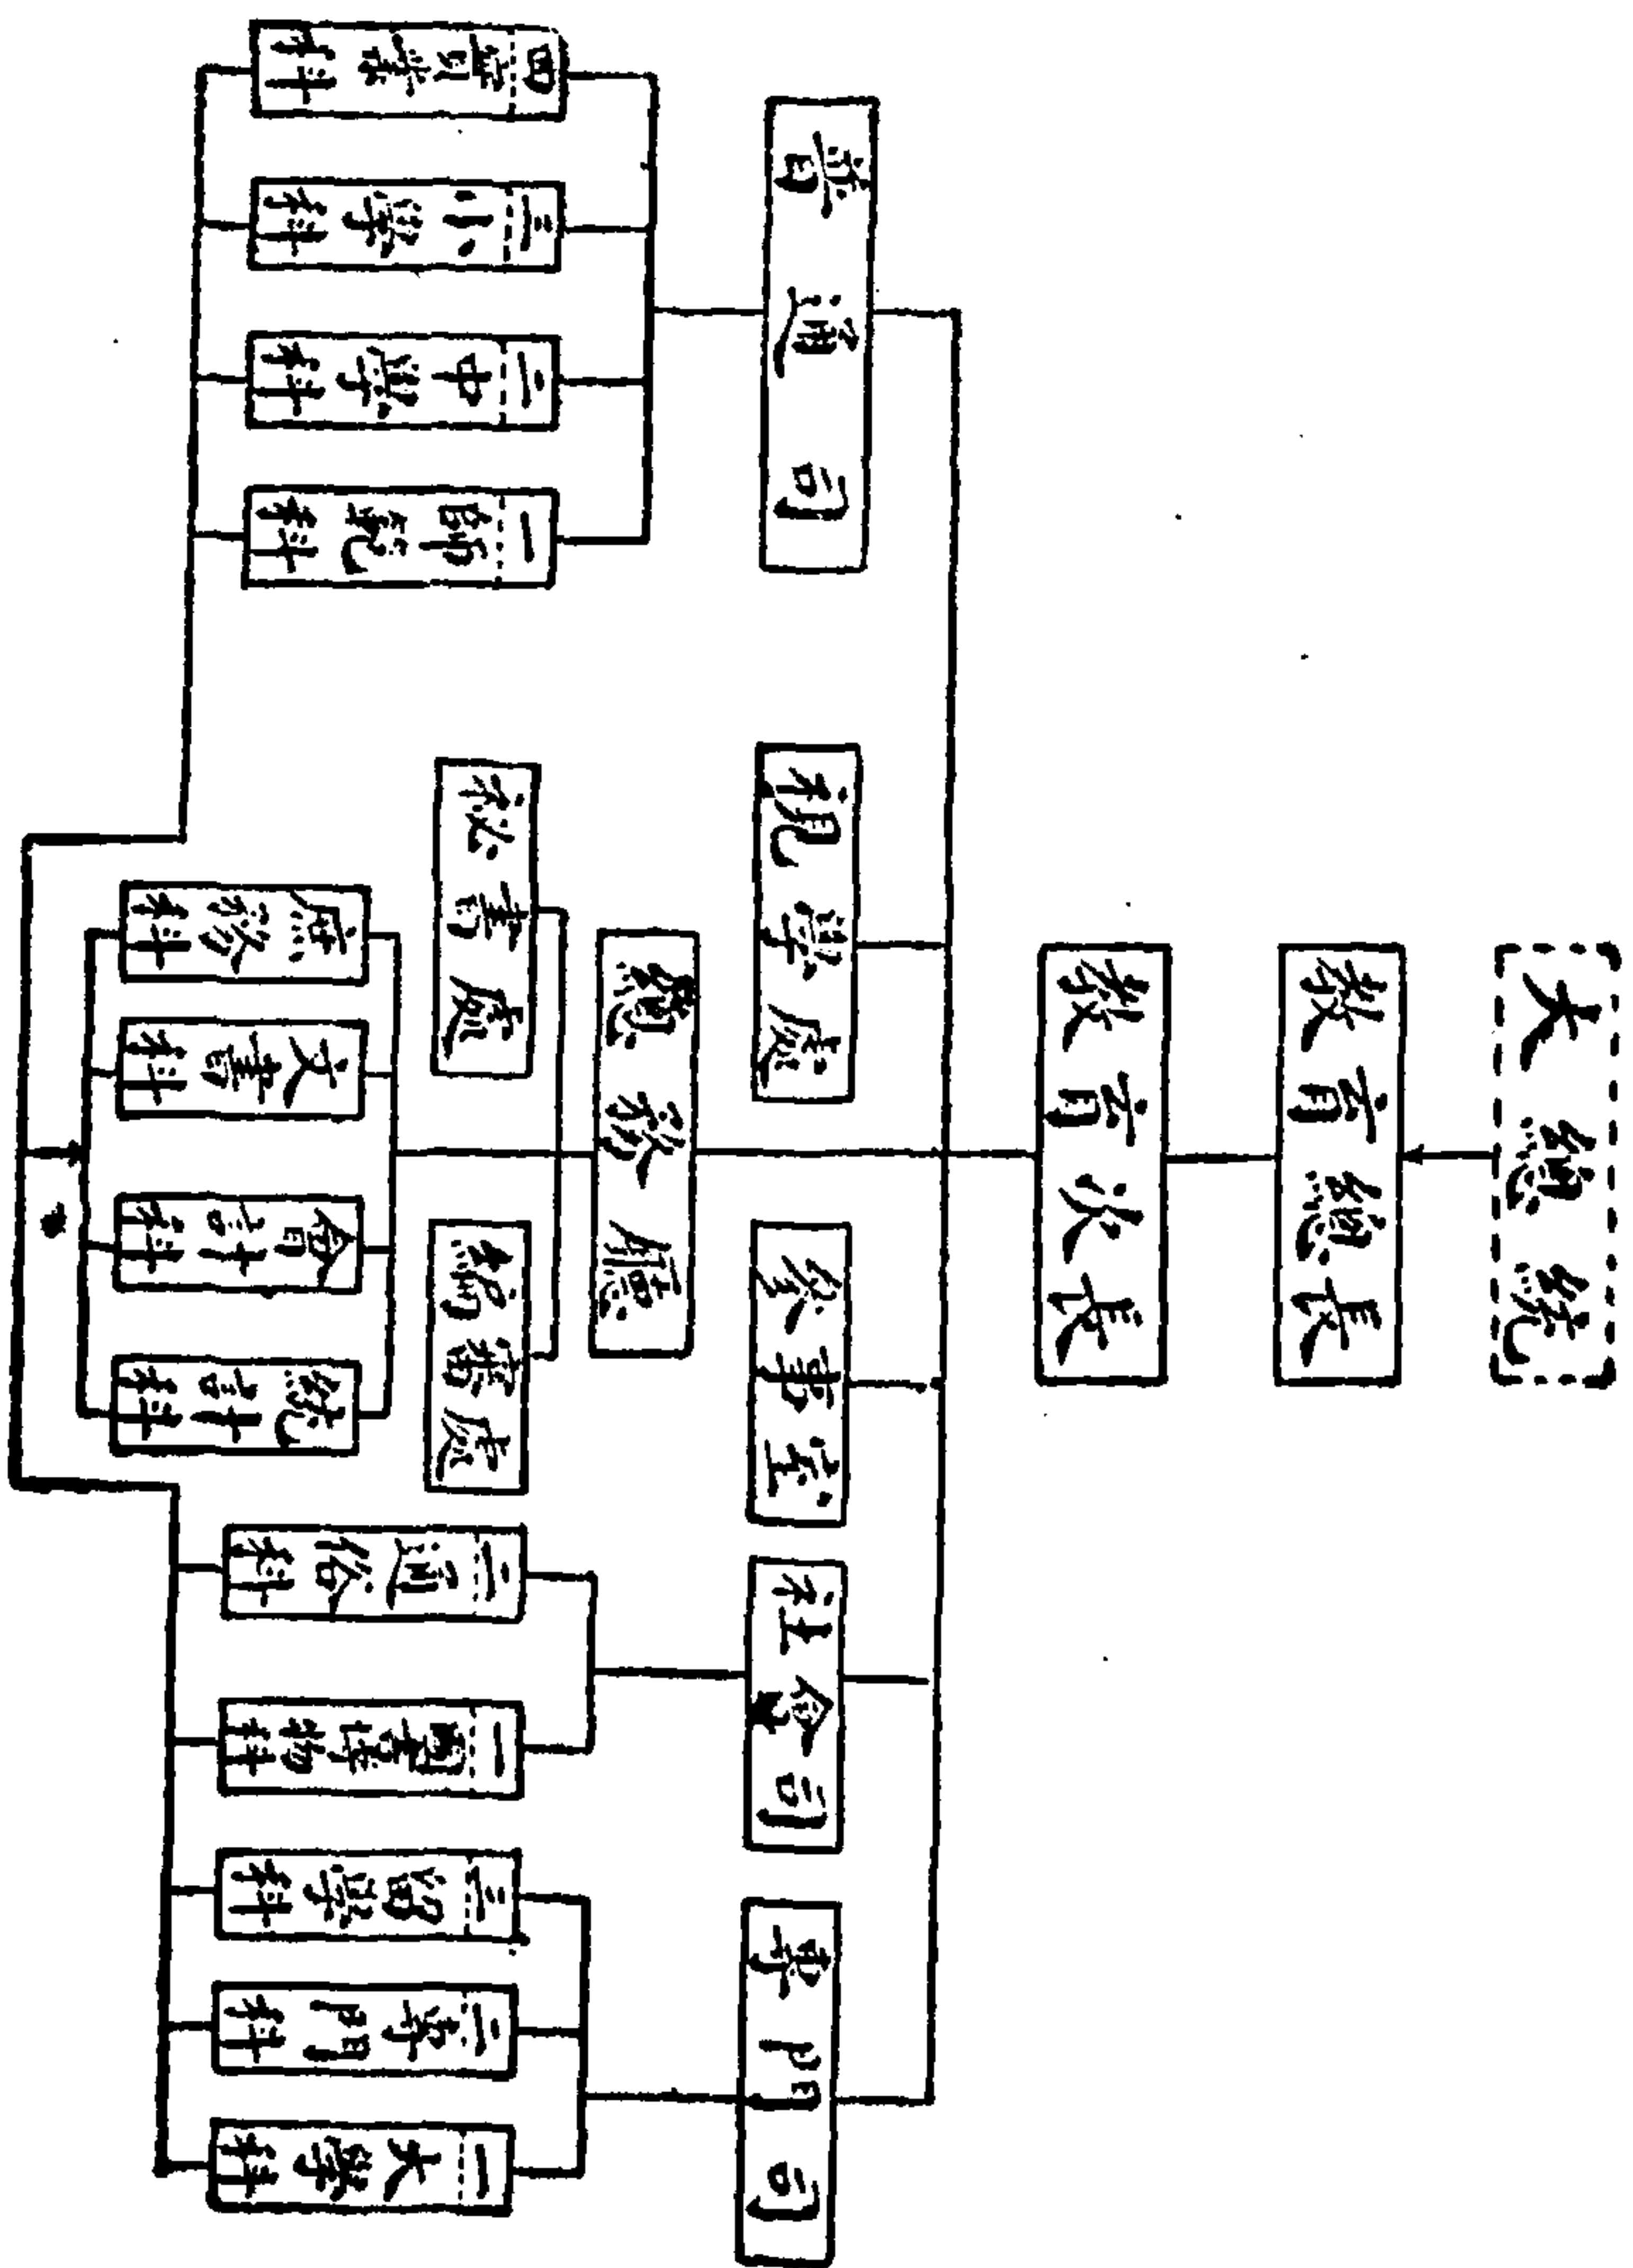 大總統
教育總長
教育次長
普通司
視學處
參事室
社會司
專門司
總務廳
秘書處
編審處
四 實業科
三 小學科
二 中學科
一 師範科
庶務科
文書科
會計科
統計科
二 通俗科
一 博物科
三 留學科
二 專門科
一 大學科